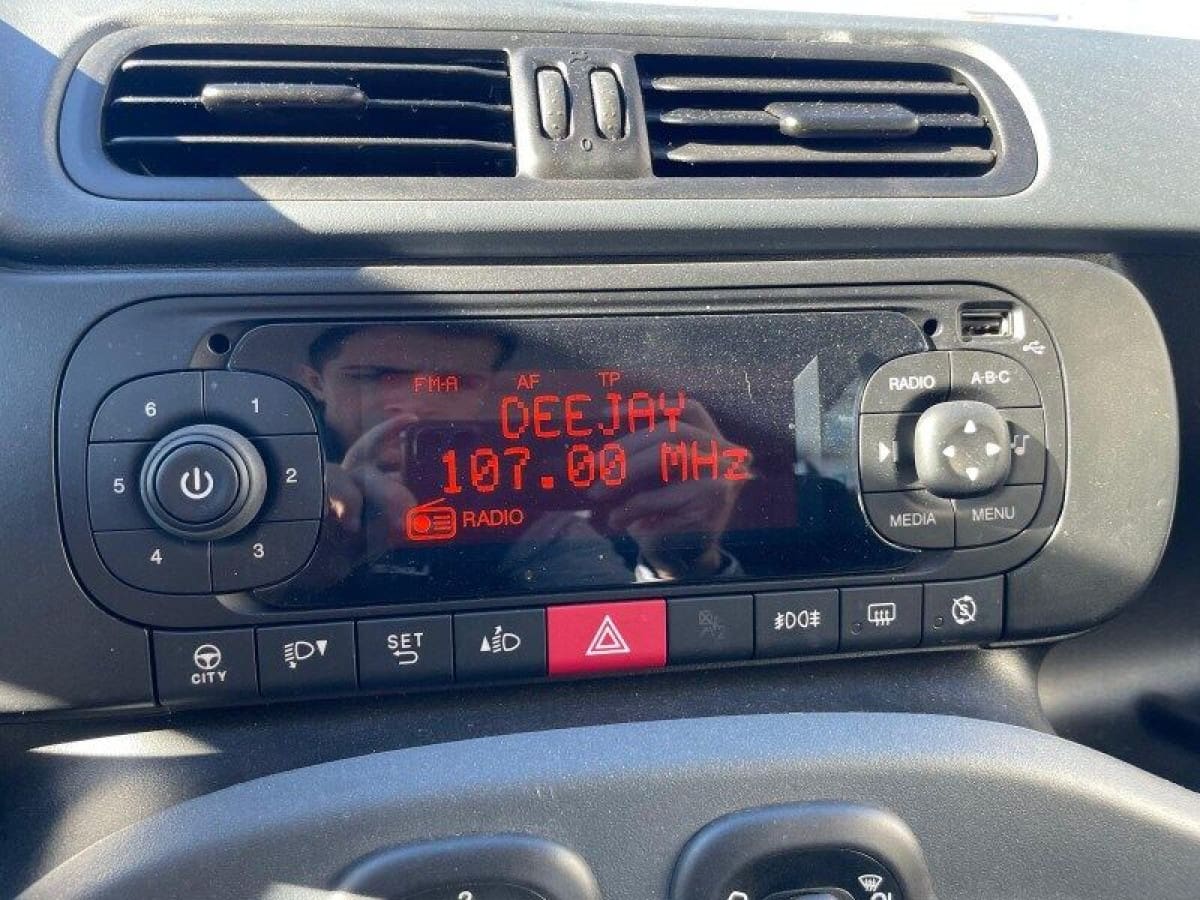 0
FM-A AF TP
DEEJAY
107.00 MHz
RADIO
6 1
5 2
4 3
RADIO A·B·C
MEDIA MENU
CITY
SET